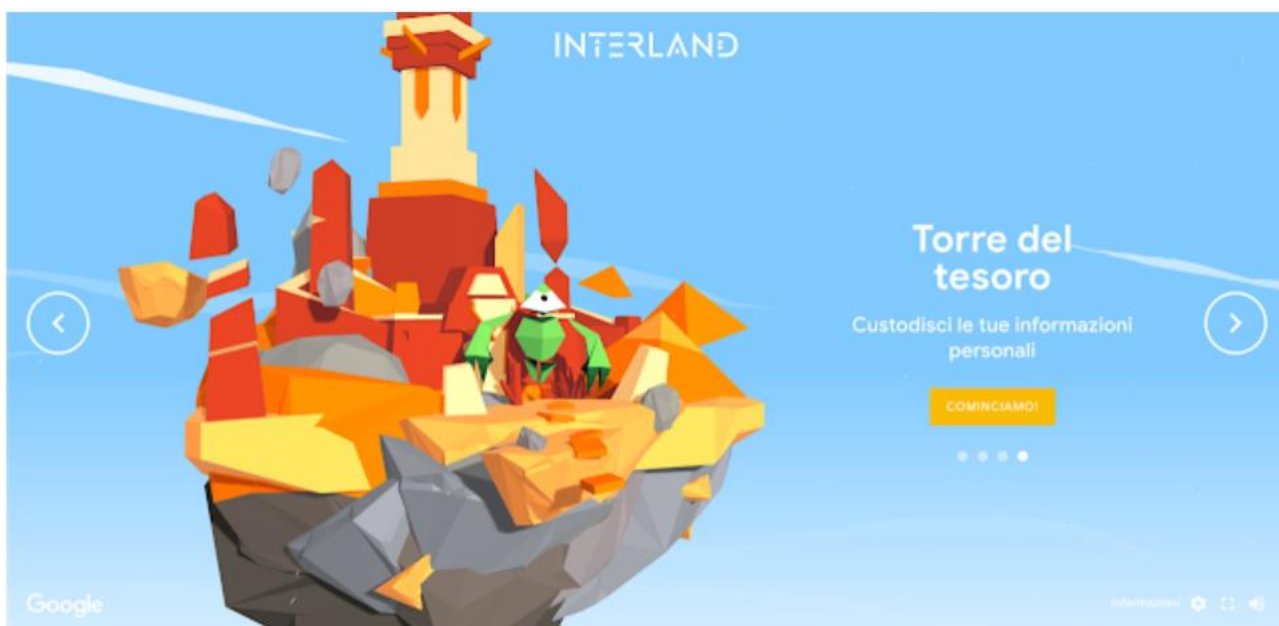 INTERLAND
Torre del
tesoro
Custodisci le tue informazioni
personali
COMINCIAMO!
Google
Informazioni